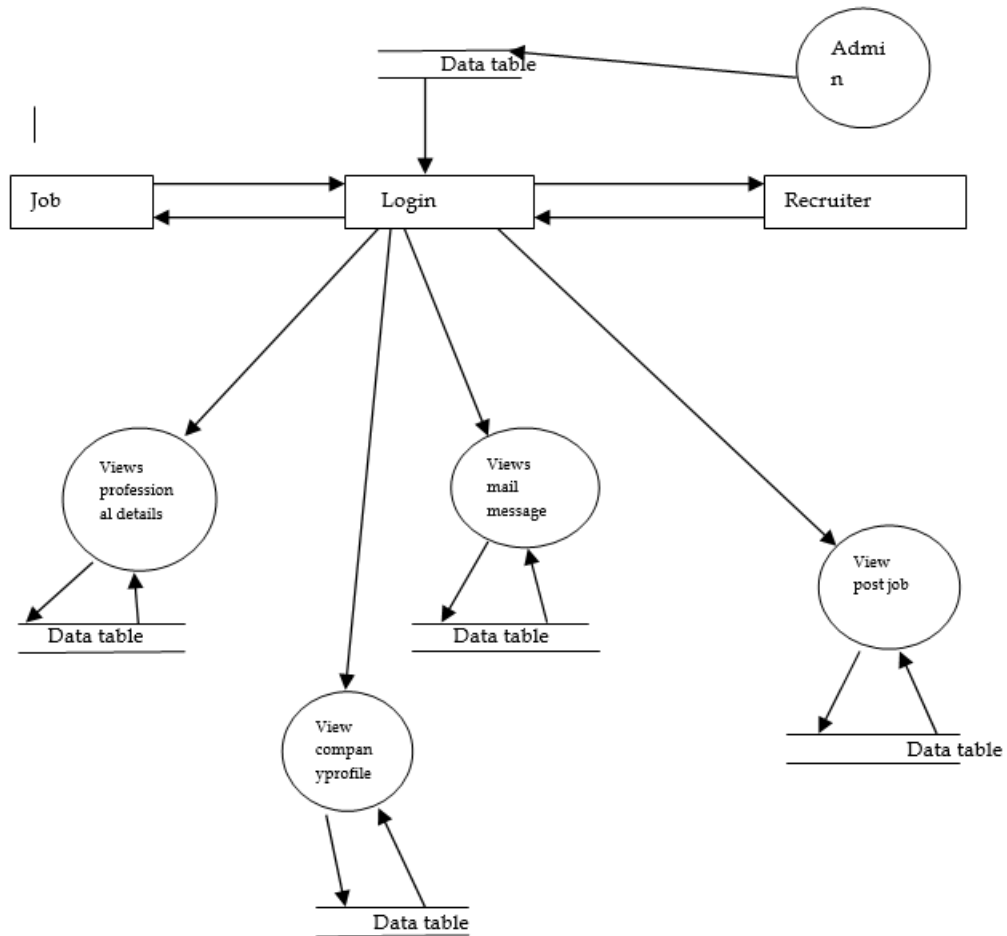 Admi
n
Data table
Job
Login
Recruiter
Views
profession
al details
Views
mail
message
View
post job
Data table
Data table
View
compan
yprofile
Data table
Data table